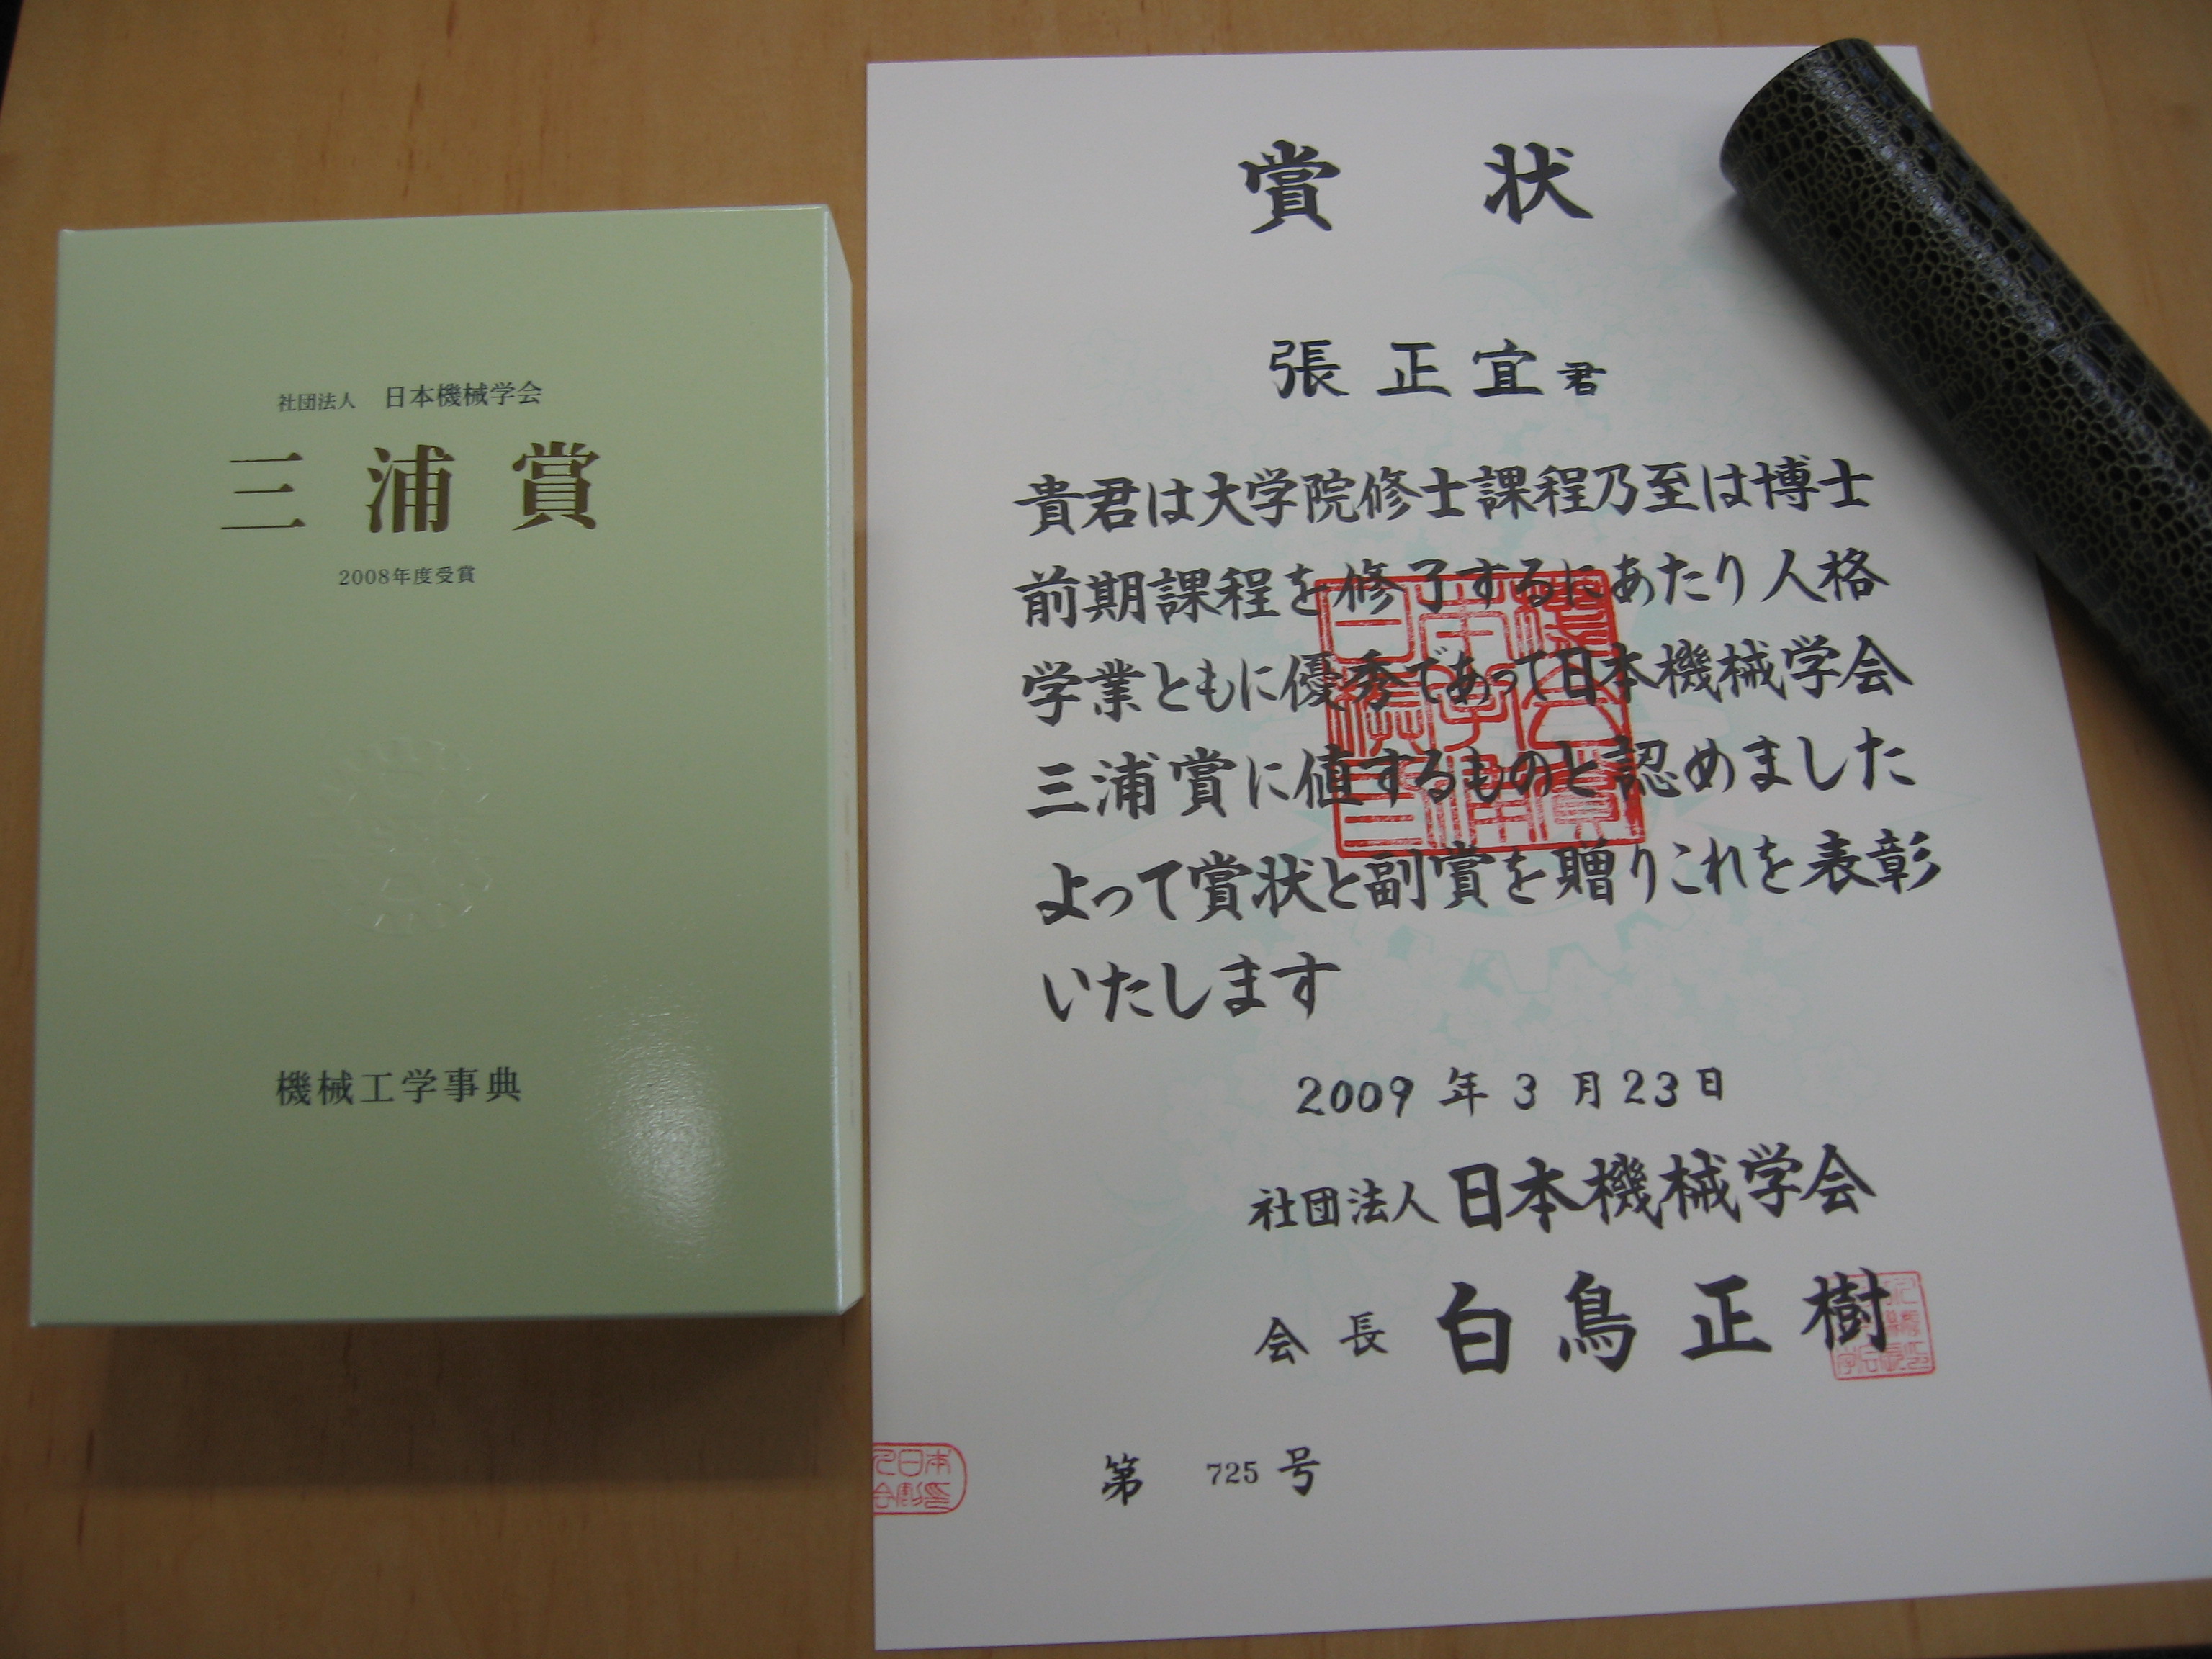 社団法人 日本機械学会
三浦賞
2008年度受賞
機械工学事典
賞状
張正宜君
貴君は大学院修士課程乃至は博士
前期課程を修了するにあたり人格
学業ともに優秀であって日本機械学会
三浦賞に値するものと認めました
よって賞状と副賞を贈りこれを表彰
いたします
2009年3月23日
社団法人日本機械学会
会長 白鳥正樹
第 725 号